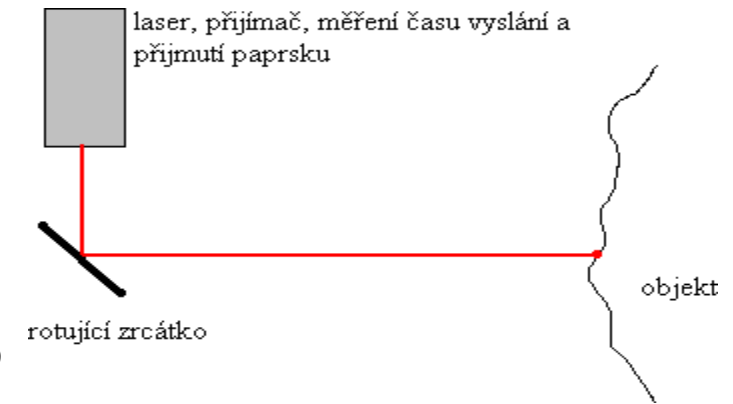 laser, přijímač, měření času vyslání a
přijmutí paprsku
objekt
rotující zrcátko